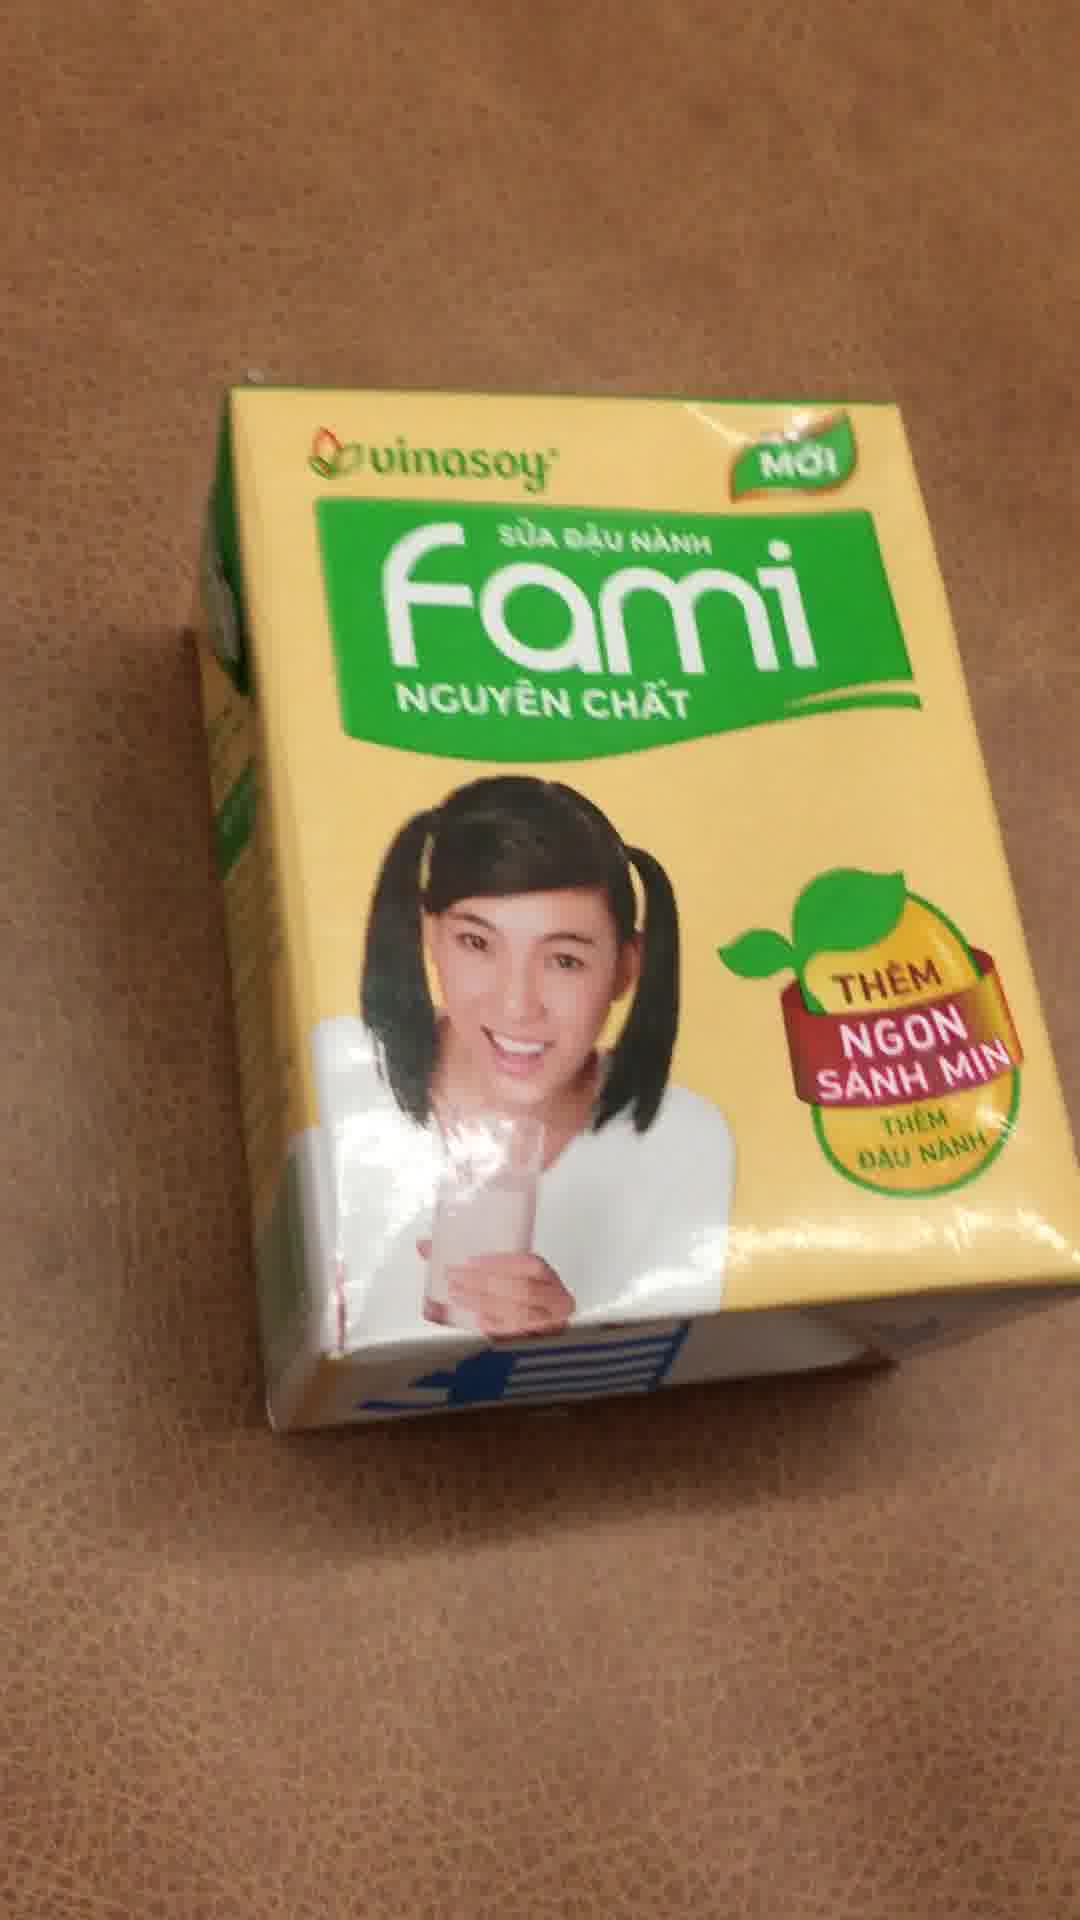 vinasoy
MỚI
SỮA ĐẬU NÀNH
Fami
NGUYÊN CHẤT
THÊM
NGON
SÁNH MỊN
THÊM
ĐẬU NÀNH